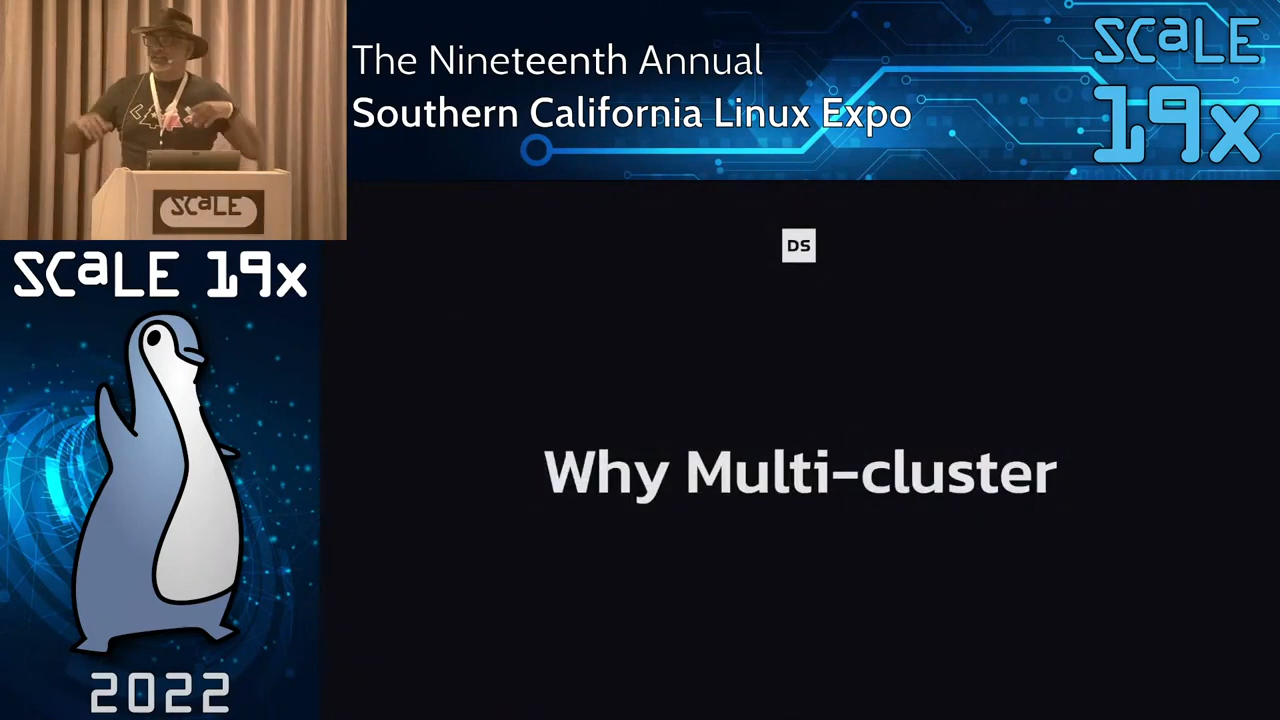 The Nineteenth Annual
Southern California Linux Expo
SCaLE
19x
SCaLE
SCaLE 19x
2022
DS
Why Multi-cluster